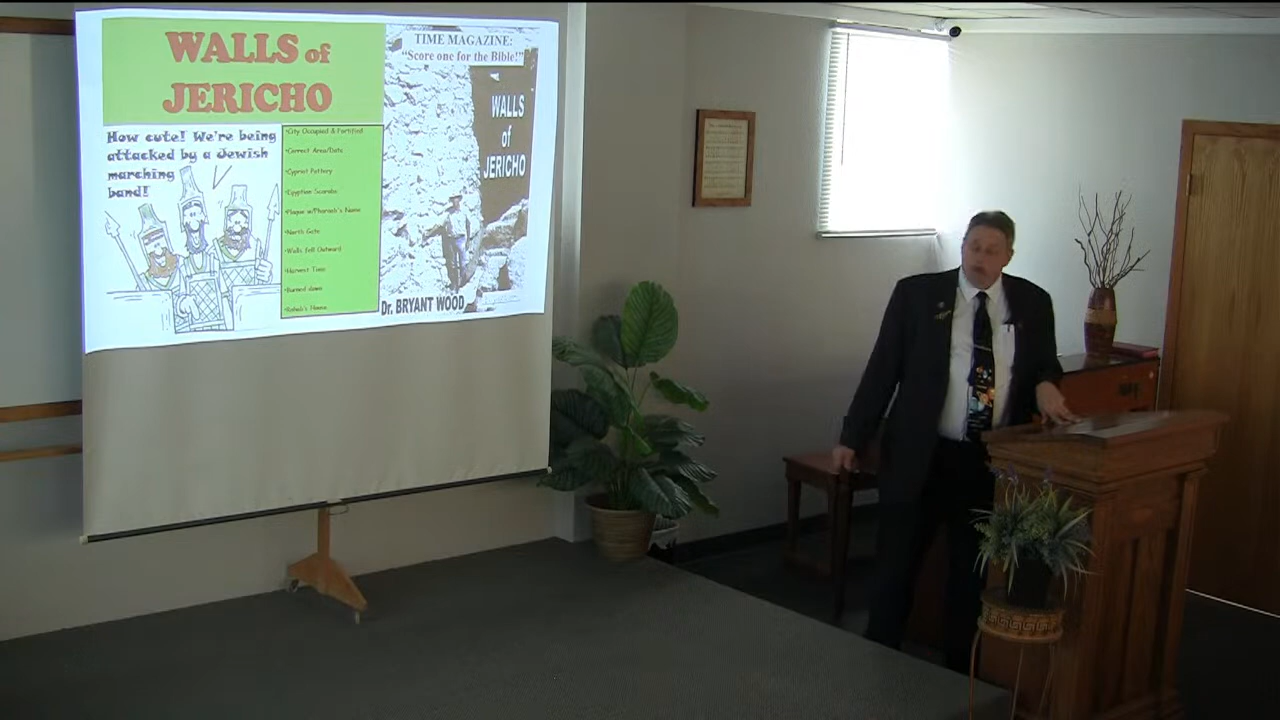 WALLS of
JERICHO
How cute! We're being
attacked by a Jewish
marching
band!
•City Occupied & Fortified
•Correct Area/Date
•Cypriot Pottery
•Egyptian Scarabs
•Plaque w/Pharaoh's Name
•North Gate
•Walls fell Outward
•Harvest Time
•Burned down
•Rahab's House
TIME MAGAZINE:
"Score one for the Bible!"
WALLS
of
JERICHO
Dr. BRYANT WOOD